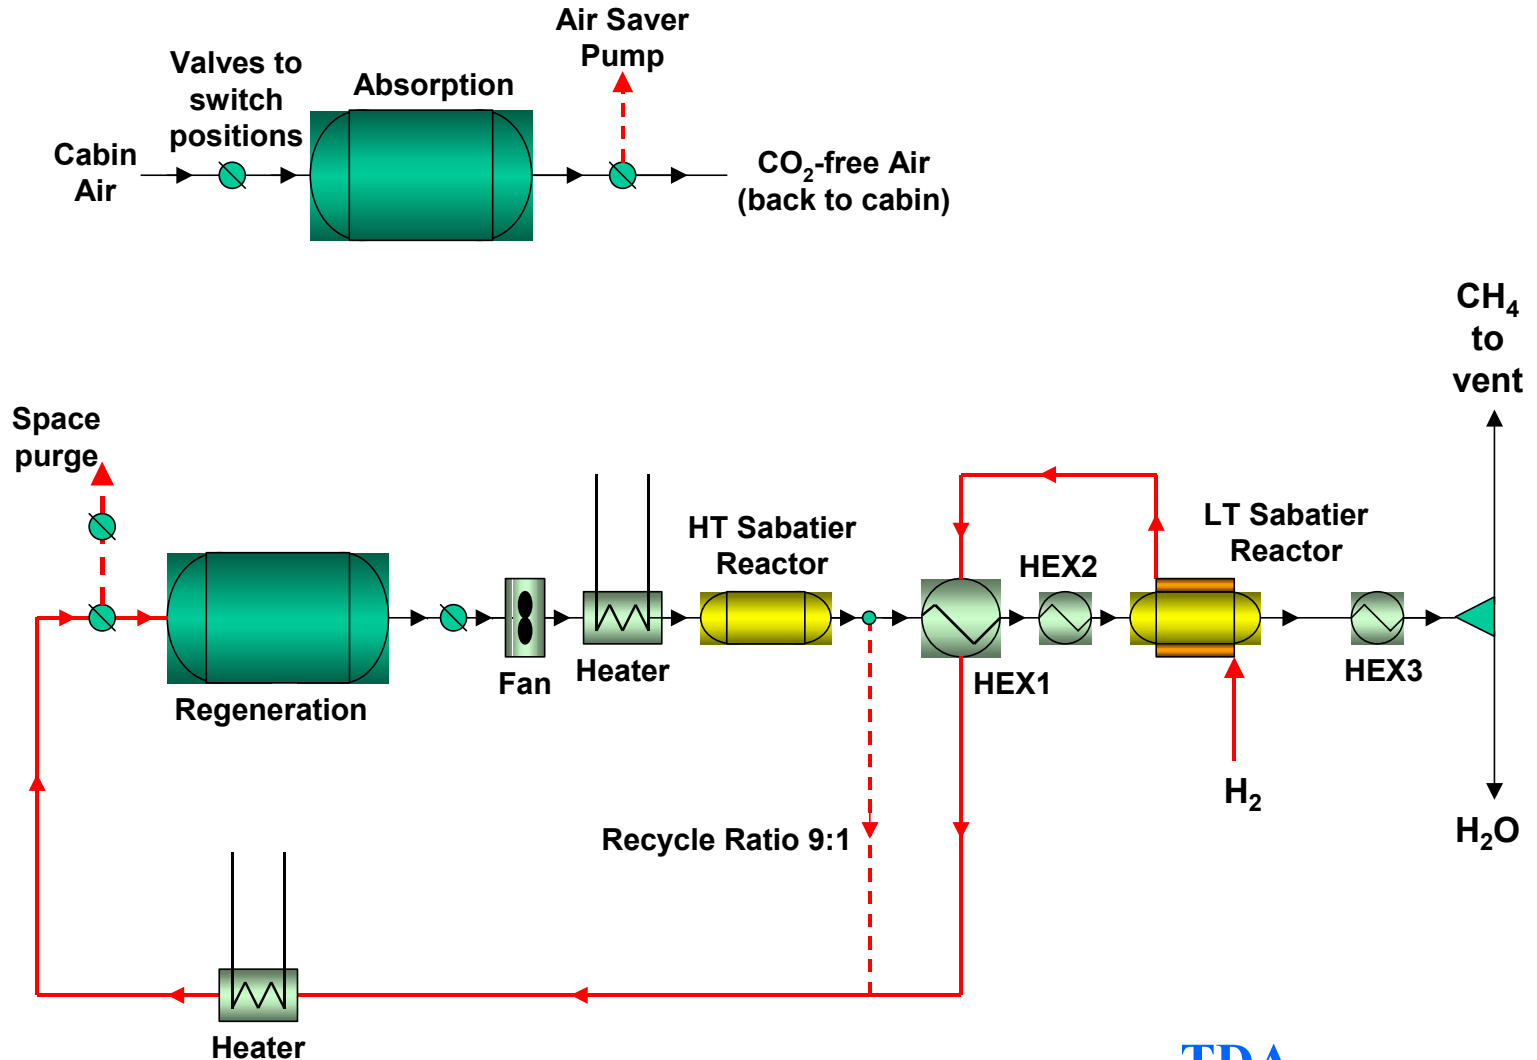 Air Saver
Pump
Valves to
switch
positions
Absorption
Cabin
Air
CO₂-free Air
(back to cabin)
CH₄
to
vent
Space
purge
HT Sabatier
Reactor
LT Sabatier
Reactor
HEX2
Regeneration
Fan
Heater
HEX1
HEX3
H₂
Recycle Ratio 9:1
H₂O
Heater
TDA